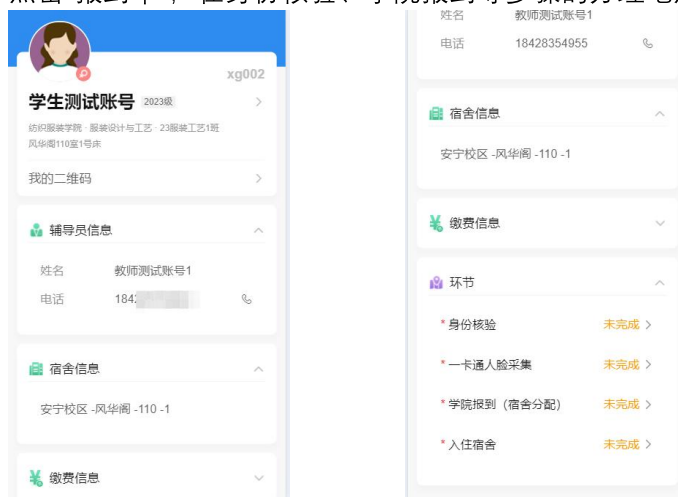 xg002
学生测试账号 2023级
纺织服装学院 · 服装设计与工艺 · 23服装工艺1班
风华阁110室1号床
我的二维码
辅导员信息
姓名 教师测试账号1
电话 184
宿舍信息
安宁校区 -风华阁 -110 -1
缴费信息
姓名 教师测试账号1
电话 18428354955
宿舍信息
安宁校区 -风华阁 -110 -1
缴费信息
环节
* 身份核验 未完成
* 一卡通人脸采集 未完成
* 学院报到（宿舍分配） 未完成
* 入住宿舍 未完成